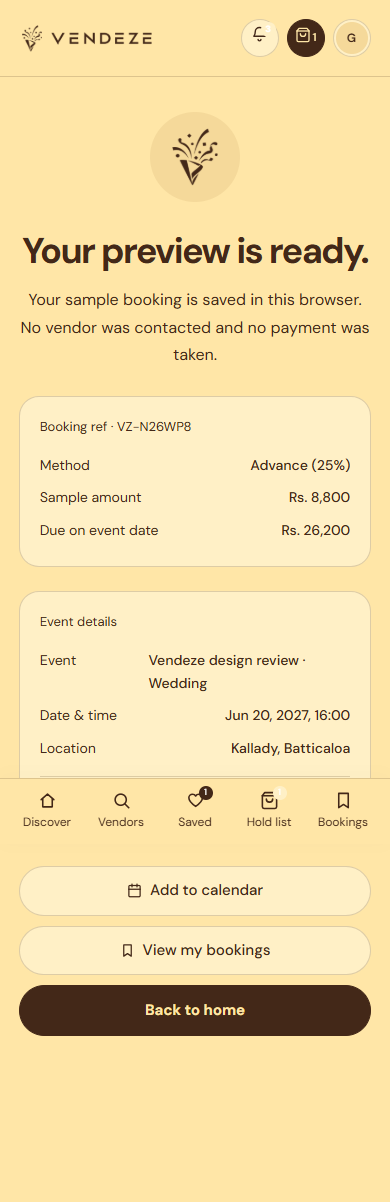 VENDEZE
1
G
Your preview is ready.
Your sample booking is saved in this browser.
No vendor was contacted and no payment was
taken.
Booking ref · VZ-N26WP8
Method Advance (25%)
Sample amount Rs. 8,800
Due on event date Rs. 26,200
Event details
Event Vendeze design review ·
Wedding
Date & time Jun 20, 2027, 16:00
Location Kallady, Batticaloa
1
Discover Vendors Saved Hold list Bookings
Add to calendar
View my bookings
Back to home